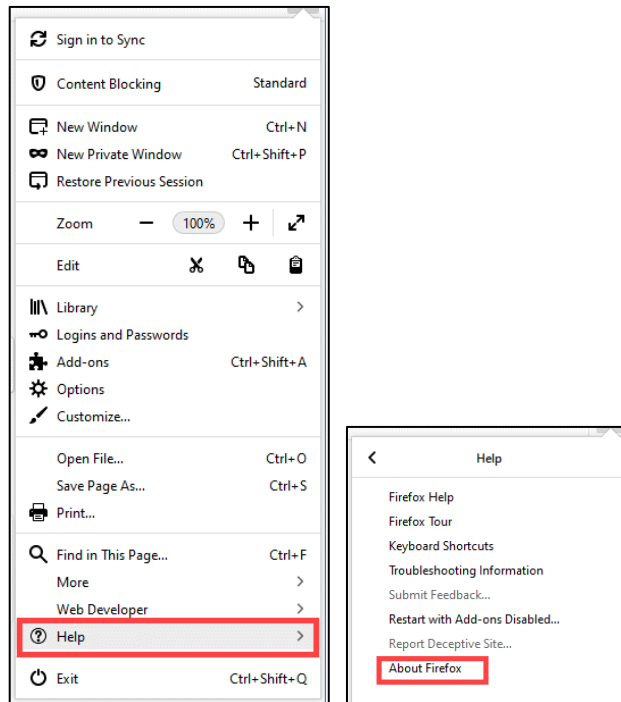 Sign in to Sync
Content Blocking Standard
New Window Ctrl+N
New Private Window Ctrl+Shift+P
Restore Previous Session
Zoom 100%
Edit
Library
Logins and Passwords
Add-ons Ctrl+Shift+A
Options
Customize...
Open File... Ctrl+O
Save Page As... Ctrl+S
Print...
Find in This Page... Ctrl+F
More
Web Developer
Help
Exit Ctrl+Shift+Q
Help
Firefox Help
Firefox Tour
Keyboard Shortcuts
Troubleshooting Information
Submit Feedback...
Restart with Add-ons Disabled...
Report Deceptive Site...
About Firefox